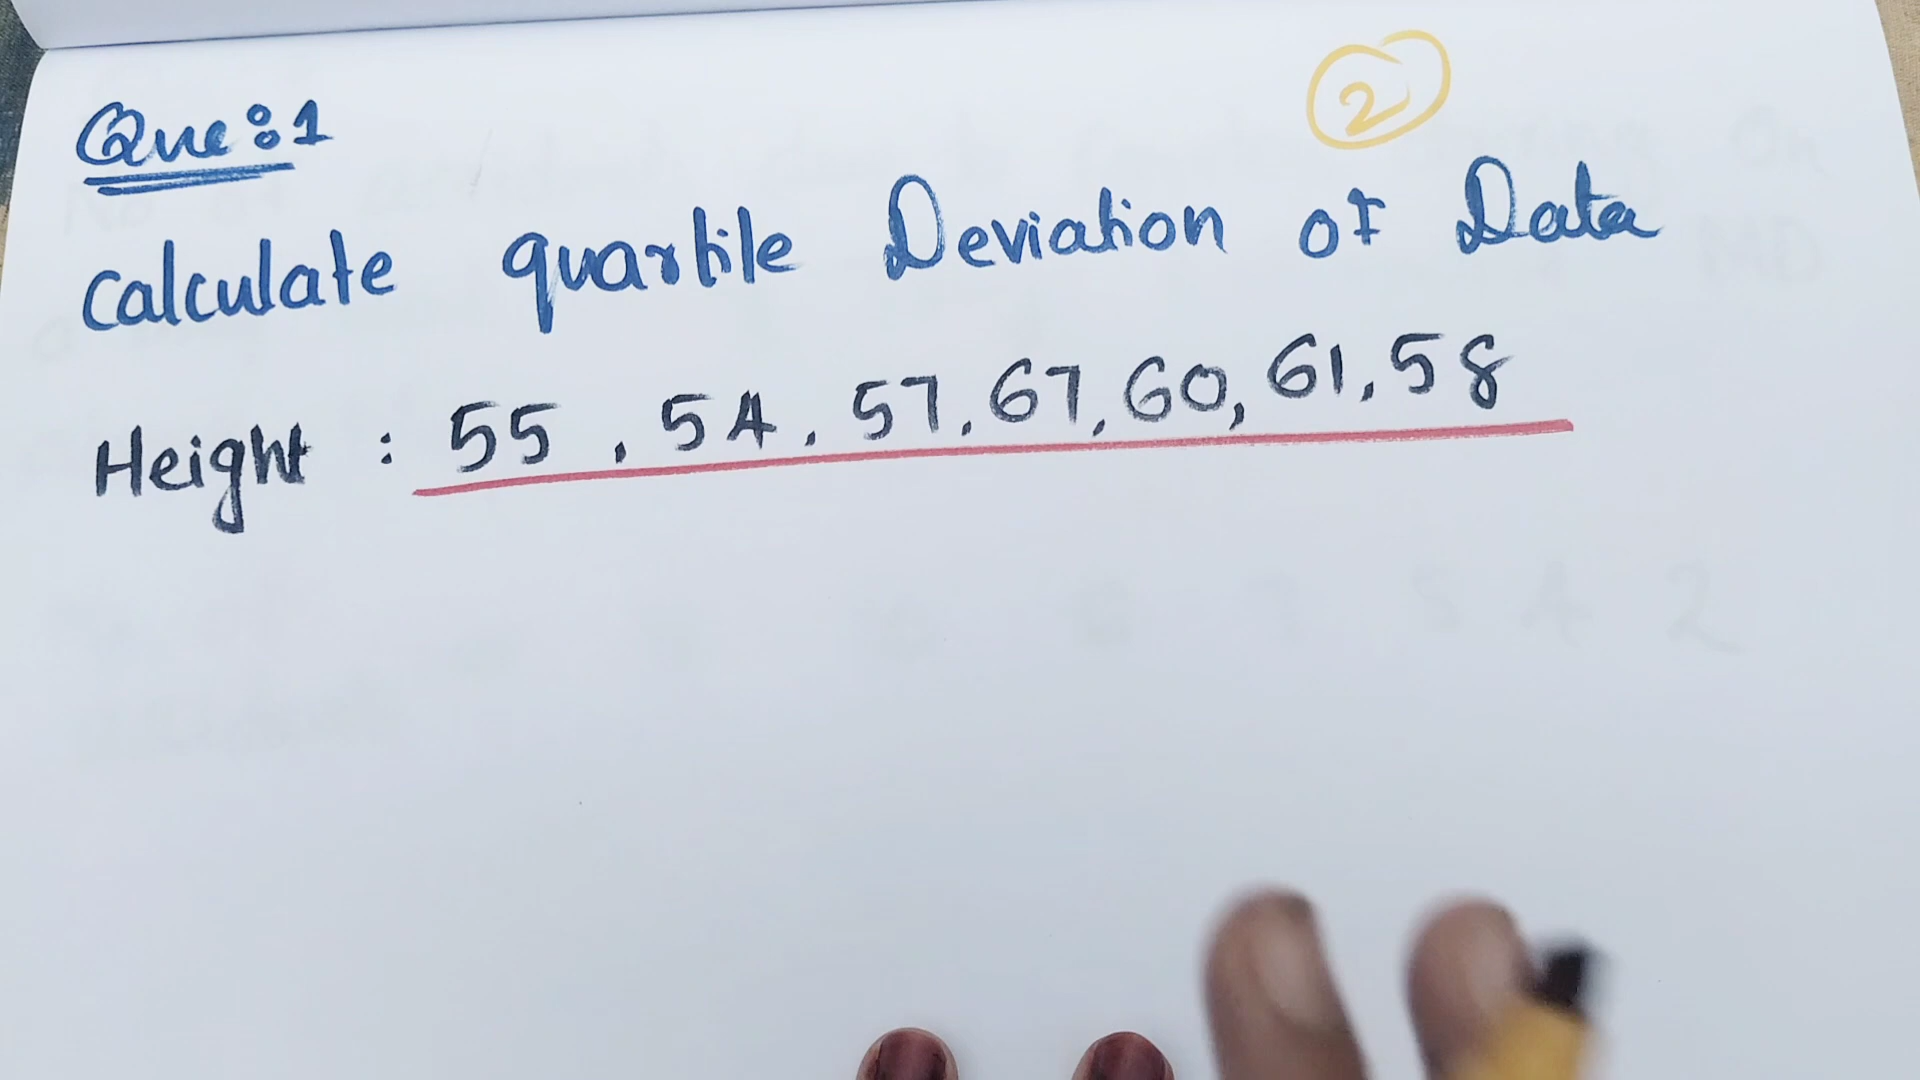 2
Que:1
Calculate quartile Deviation of Data
Height : 55, 54, 57, 67, 60, 61, 58